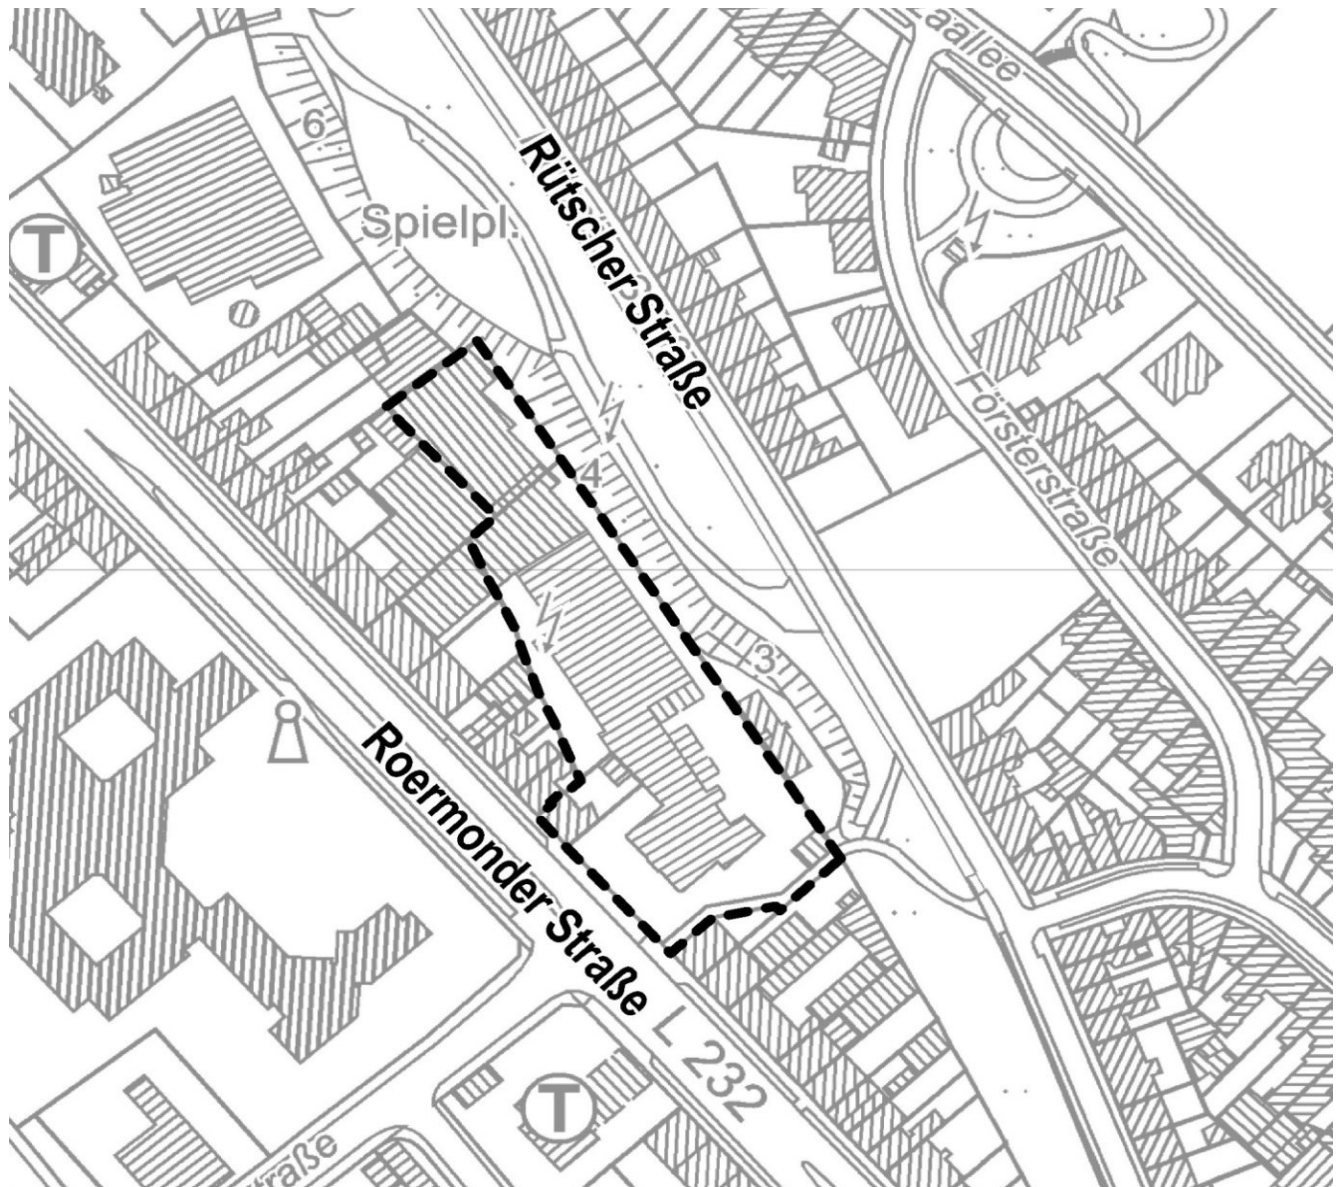 6
Spielpl.
T
Rütscher Straße
Försterstraße
4
3
Roermonder Straße
L 232
T